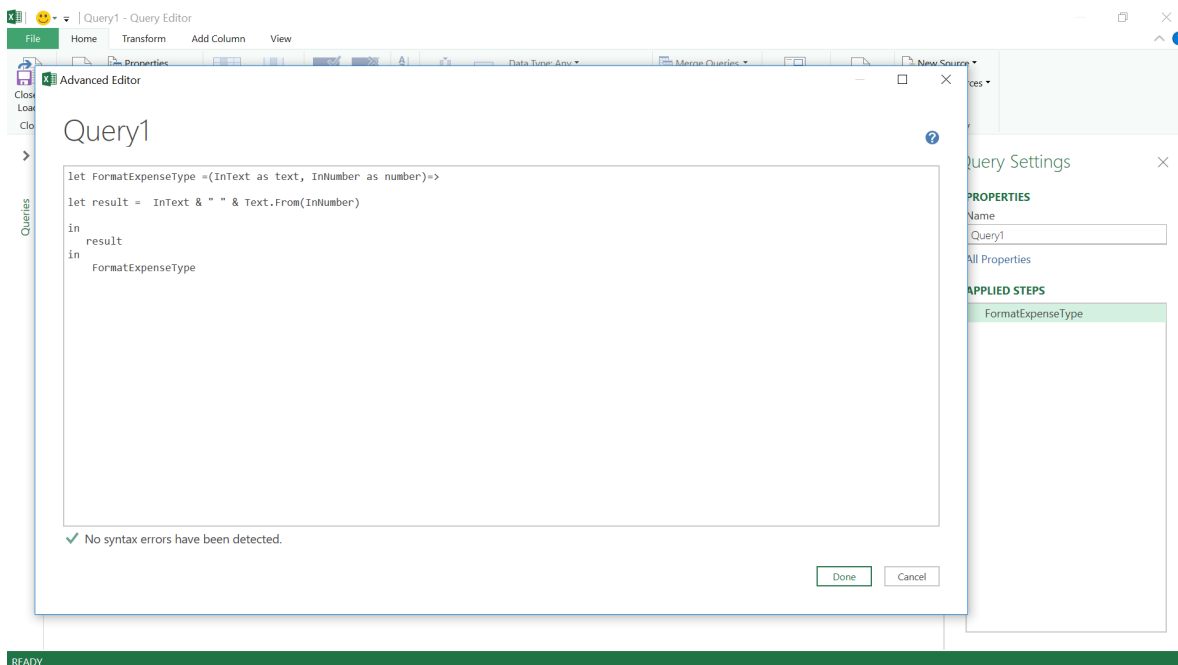 Query1 - Query Editor
File Home Transform Add Column View
Properties Data Type: Any Merge Queries New Source
Advanced Editor
Query1
let FormatExpenseType =(InText as text, InNumber as number)=>
let result =  InText & " " & Text.From(InNumber)
in
result
in
FormatExpenseType
No syntax errors have been detected.
Done Cancel
Queries
Query Settings
PROPERTIES
Name
Query1
All Properties
APPLIED STEPS
FormatExpenseType
READY